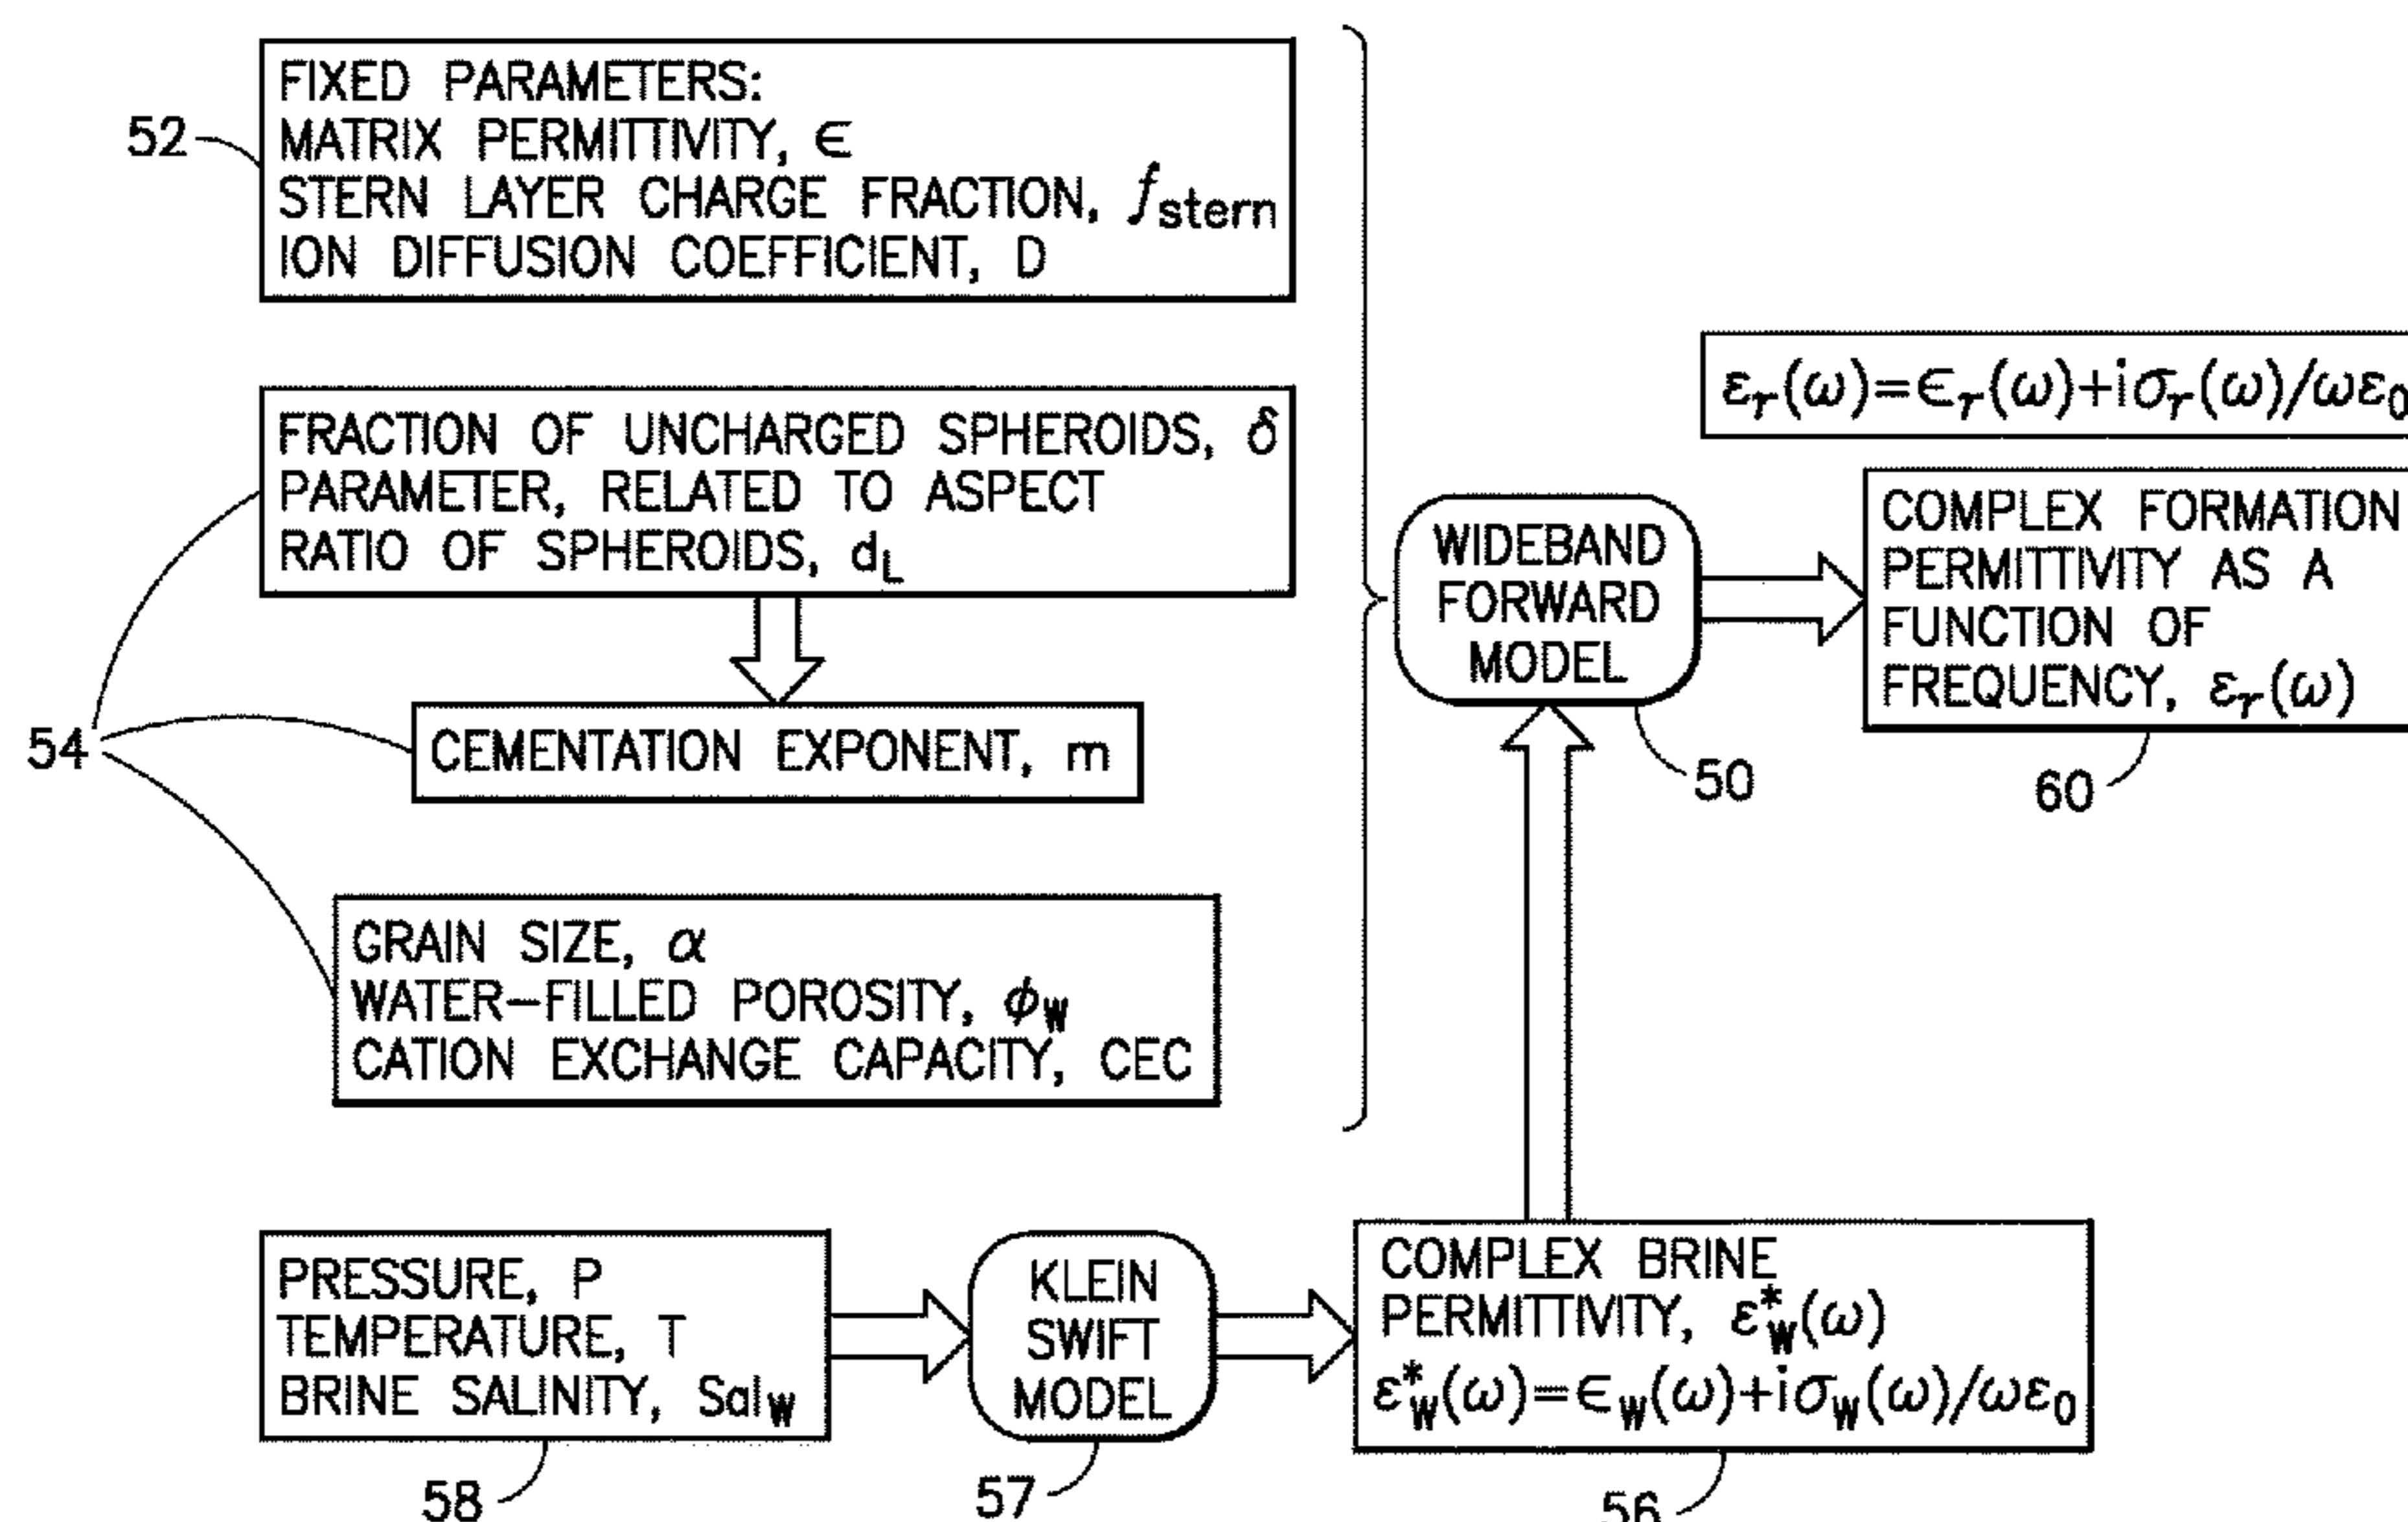 FIXED PARAMETERS:
MATRIX PERMITTIVITY, ∈
STERN LAYER CHARGE FRACTION, fstern
ION DIFFUSION COEFFICIENT, D
52
FRACTION OF UNCHARGED SPHEROIDS, δ
PARAMETER, RELATED TO ASPECT
RATIO OF SPHEROIDS, dL
CEMENTATION EXPONENT, m
54
GRAIN SIZE, α
WATER-FILLED POROSITY, ϕW
CATION EXCHANGE CAPACITY, CEC
WIDEBAND
FORWARD
MODEL
50
εr(ω)=∈r(ω)+iσr(ω)/ωε0
COMPLEX FORMATION
PERMITTIVITY AS A
FUNCTION OF
FREQUENCY, εr(ω)
60
PRESSURE, P
TEMPERATURE, T
BRINE SALINITY, SalW
58
KLEIN
SWIFT
MODEL
57
COMPLEX BRINE
PERMITTIVITY, ε*W(ω)
ε*W(ω)=∈W(ω)+iσW(ω)/ωε0
56